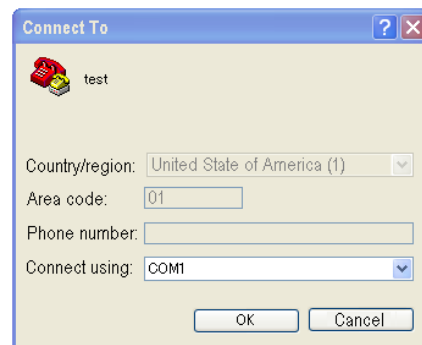 Connect To
test
Country/region: United State of America (1)
Area code: 01
Phone number:
Connect using: COM1
OK Cancel